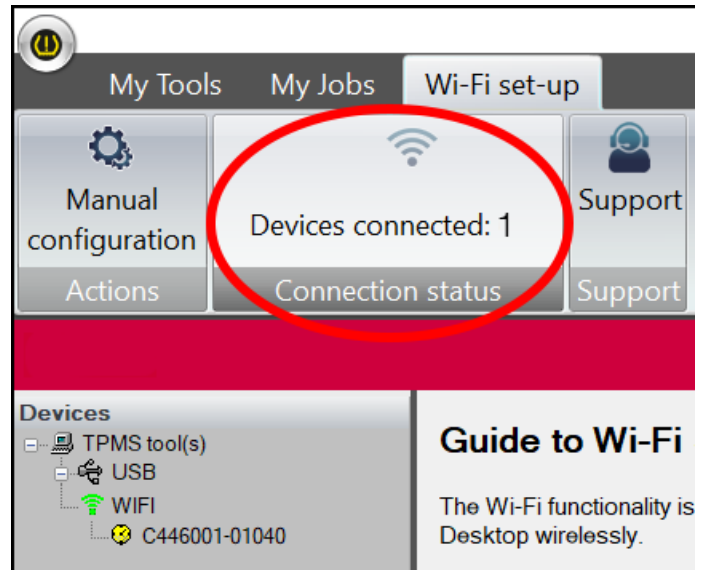 My Tools My Jobs Wi-Fi set-up
Manual
configuration
Actions
Devices connected: 1
Connection status
Support
Support
Devices
TPMS tool(s)
USB
WIFI
C446001-01040
Guide to Wi-Fi
The Wi-Fi functionality is
Desktop wirelessly.